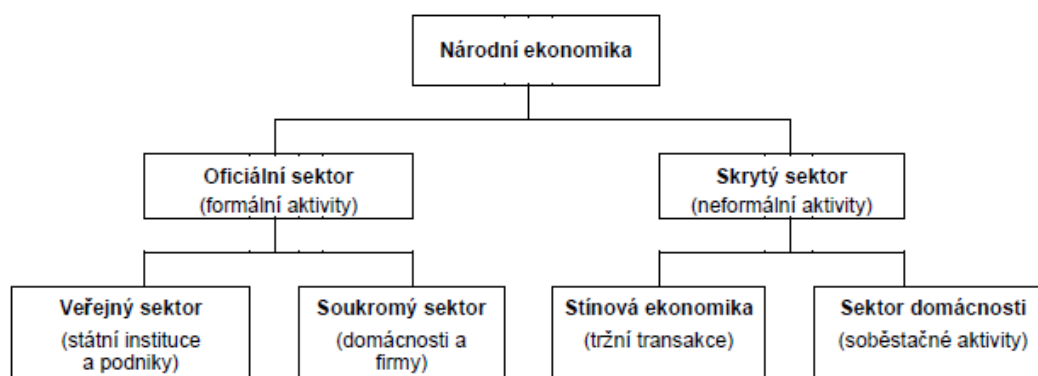 Národní ekonomika
Oficiální sektor
(formální aktivity)
Skrytý sektor
(neformální aktivity)
Veřejný sektor
(státní instituce
a podniky)
Soukromý sektor
(domácnosti a
firmy)
Stínová ekonomika
(tržní transakce)
Sektor domácnosti
(soběstačné aktivity)